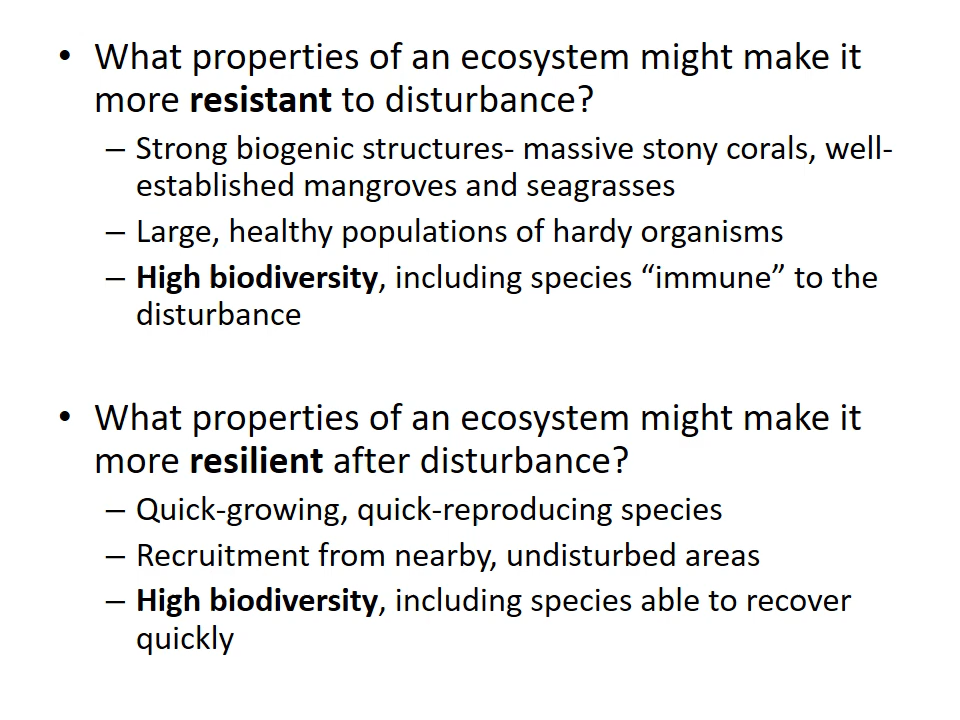 • What properties of an ecosystem might make it
more resistant to disturbance?
– Strong biogenic structures- massive stony corals, well-
established mangroves and seagrasses
– Large, healthy populations of hardy organisms
– High biodiversity, including species “immune” to the
disturbance
• What properties of an ecosystem might make it
more resilient after disturbance?
– Quick-growing, quick-reproducing species
– Recruitment from nearby, undisturbed areas
– High biodiversity, including species able to recover
quickly